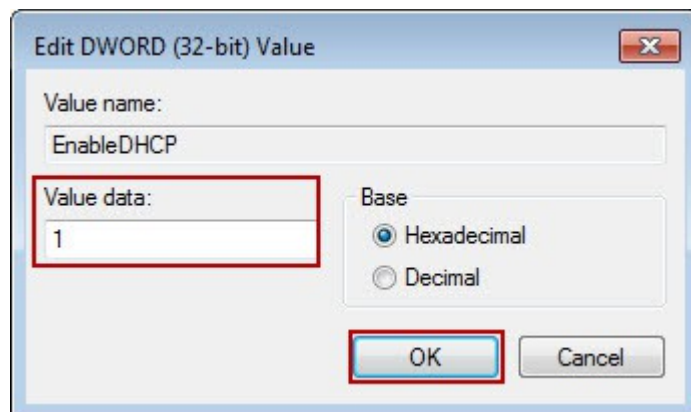 Edit DWORD (32-bit) Value
Value name:
EnableDHCP
Value data:
1
Base
Hexadecimal
Decimal
OK
Cancel